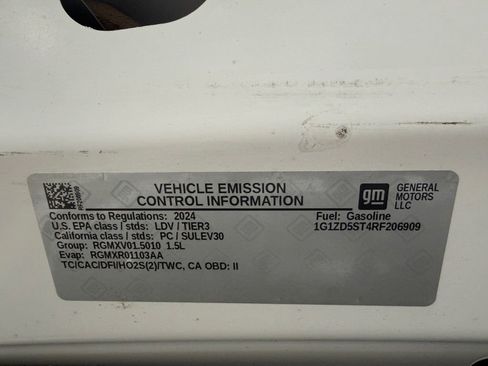 VEHICLE EMISSION
CONTROL INFORMATION
gm
GENERAL
MOTORS
LLC
RF206909
Conforms to Regulations: 2024
Fuel: Gasoline
U.S. EPA class / stds: LDV / TIER3
1G1ZD5ST4RF206909
California class / stds: PC / SULEV30
Group: RGMXV01.5010 1.5L
Evap: RGMXR01103AA
TC/CAC/DFI/HO2S(2)/TWC, CA OBD: II